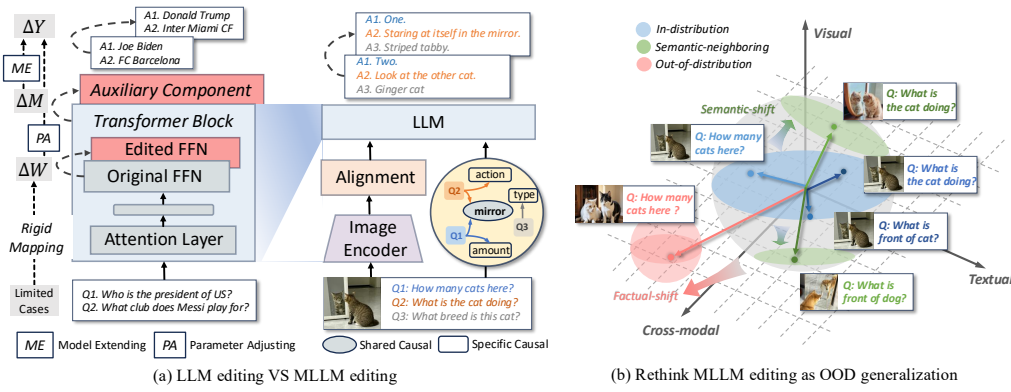 ΔY
ME
ΔM
PA
ΔW
Rigid
Mapping
Limited
Cases
A1. Donald Trump
A2. Inter Miami CF
A1. Joe Biden
A2. FC Barcelona
Auxiliary Component
Transformer Block
Edited FFN
Original FFN
Attention Layer
Q1. Who is the president of US?
Q2. What club does Messi play for?
A1. One.
A2. Staring at itself in the mirror.
A3. Striped tabby.
A1. Two.
A2. Look at the other cat.
A3. Ginger cat
LLM
Alignment
Image
Encoder
action
Q2
type
mirror
Q3
Q1
amount
Q1: How many cats here?
Q2: What is the cat doing?
Q3: What breed is this cat?
ME Model Extending
PA Parameter Adjusting
Shared Causal
Specific Causal
(a) LLM editing VS MLLM editing
In-distribution
Semantic-neighboring
Out-of-distribution
Visual
Semantic-shift
Q: What is
the cat doing?
Q: How many
cats here?
Q: What is
the cat doing?
Q: How many
cats here ?
Q: What is
front of cat?
Textual
Q: What is
front of dog?
Factual-shift
Cross-modal
(b) Rethink MLLM editing as OOD generalization